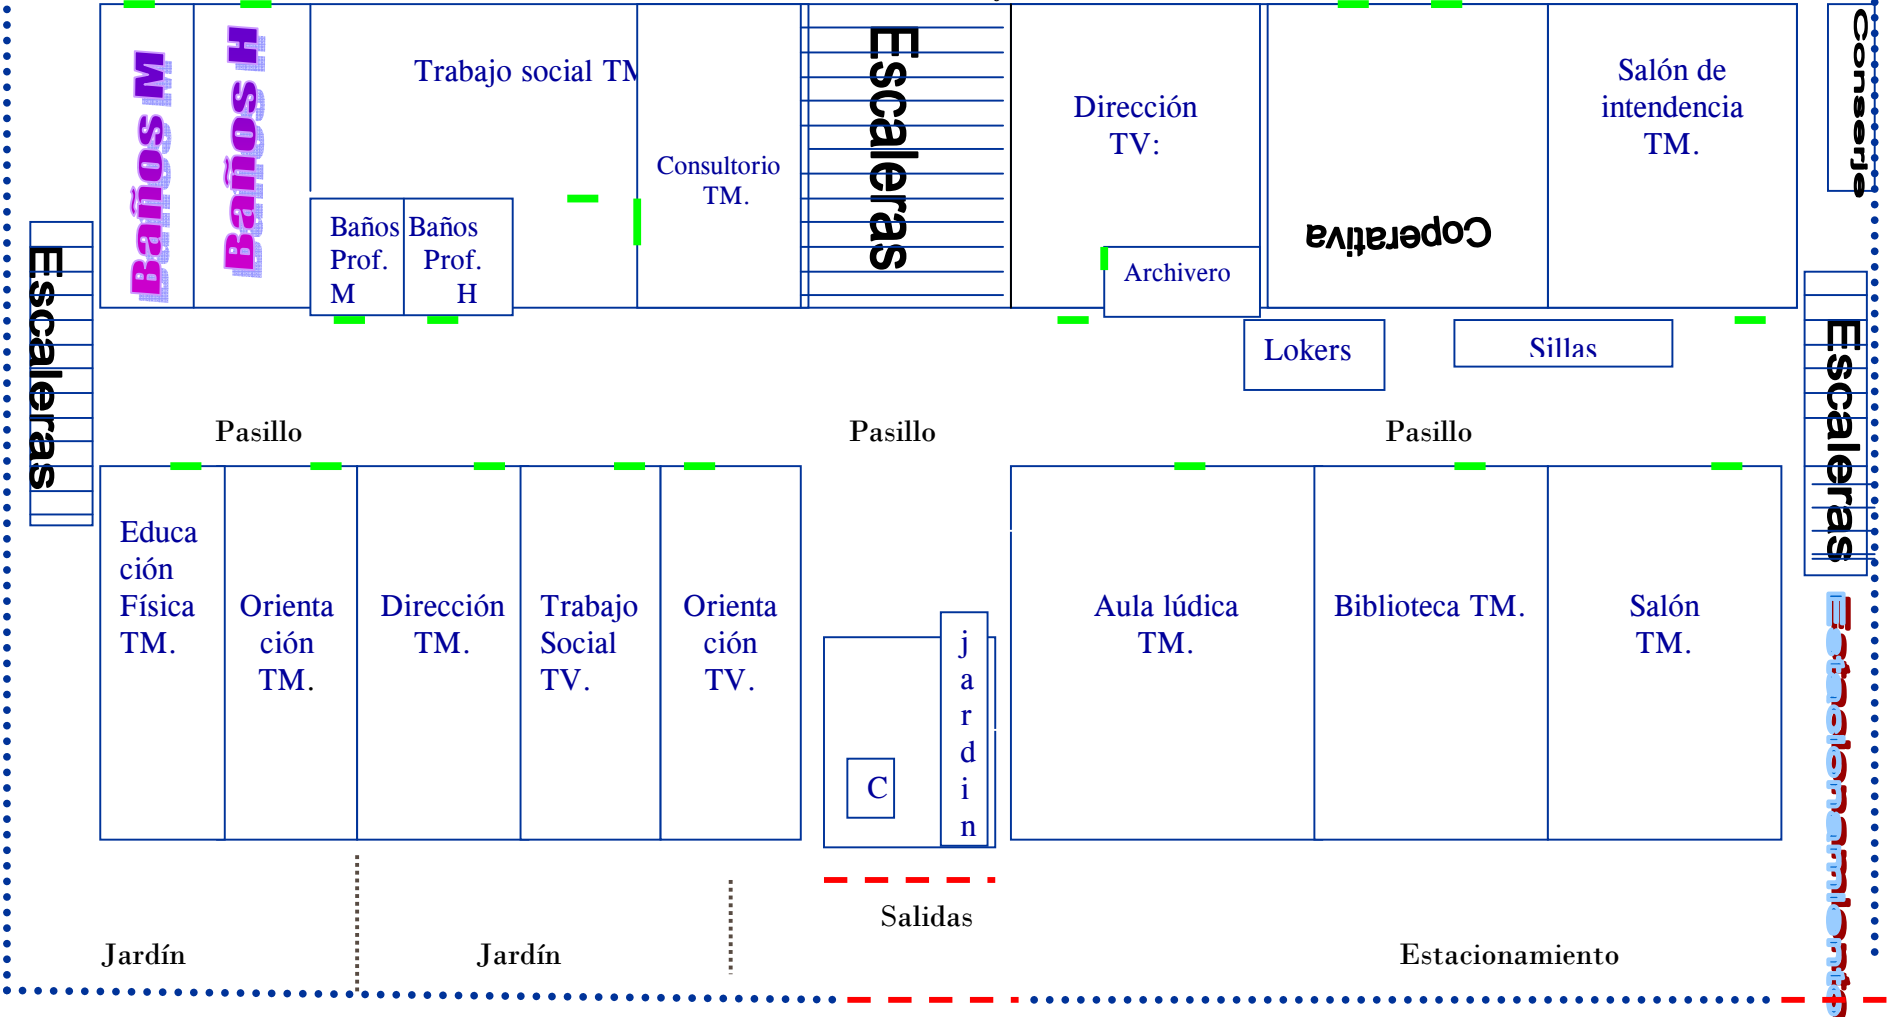 Baños M
Baños H
Trabajo social TM
Consultorio
TM.
Escaleras
Dirección
TV:
Archivero
Coperativa
Salón de
intendencia
TM.
Conserje
Baños
Prof.
M
Baños
Prof.
H
Escaleras
Lokers
Sillas
Escaleras
Pasillo
Pasillo
Pasillo
Educa
ción
Física
TM.
Orienta
ción
TM.
Dirección
TM.
Trabajo
Social
TV.
Orienta
ción
TV.
C
j
a
r
d
i
n
Aula lúdica
TM.
Biblioteca TM.
Salón
TM.
Estacionamiento
Salidas
Jardín
Jardín
Estacionamiento